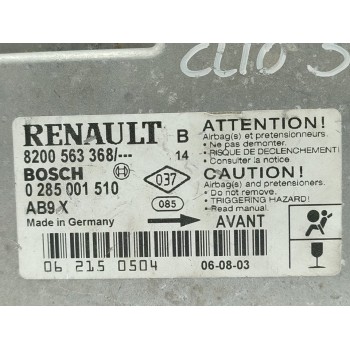 CLIO
RENAULT B
8200 563 368/--- 14
BOSCH
0 285 001 510
AB9 X
Made in Germany
037
085
AVANT
ATTENTION!
Airbag(s) et pretensionneurs.
• Ne pas demonter.
• RISQUE DE DECLENCHEMENT!
• Consulter la notice.
CAUTION!
Airbag(s) and pretensioners.
• Do not remove.
• TRIGGERING HAZARD!
• Read manual.
06 215 0504
06-08-03